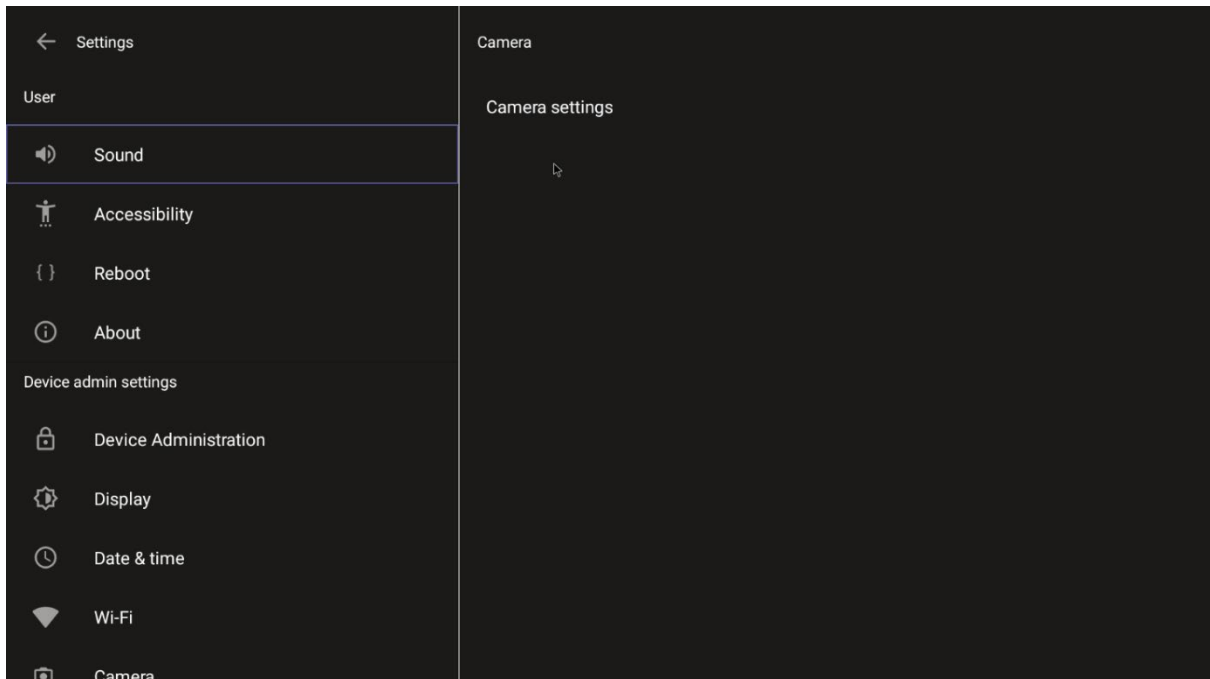 Settings
User
Sound
Accessibility
Reboot
About
Device admin settings
Device Administration
Display
Date & time
Wi-Fi
Camera
Camera
Camera settings